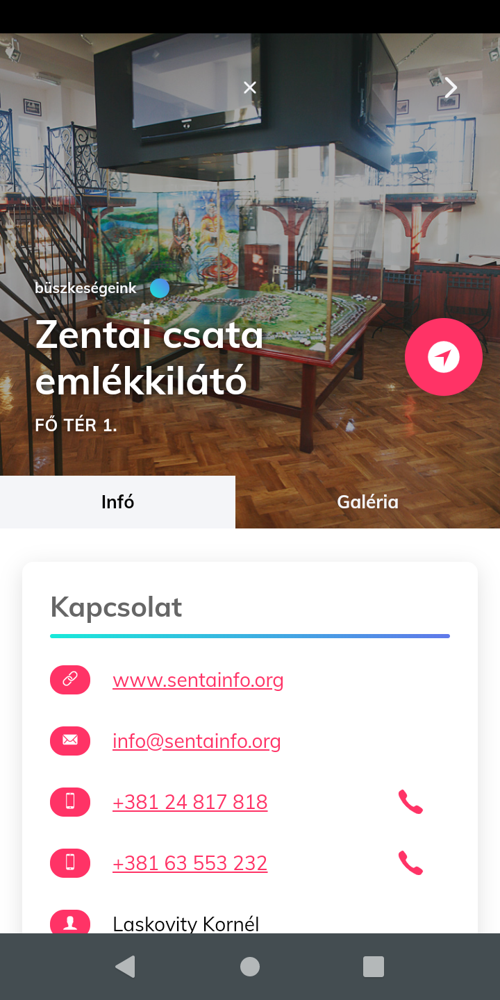 büszkeségeink
Zentai csata
emlékkilátó
FŐ TÉR 1.
Infó
Galéria
Kapcsolat
www.sentainfo.org
info@sentainfo.org
+381 24 817 818
+381 63 553 232
Laskovity Kornél